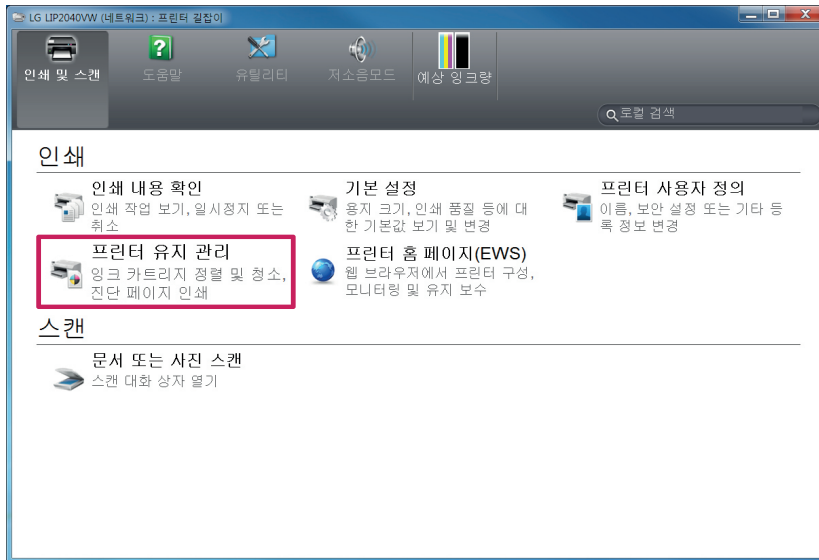 LG LIP2040VW (네트워크) : 프린터 길잡이
인쇄 및 스캔
도움말
유틸리티
저소음모드
예상 잉크량
로컬 검색
인쇄
인쇄 내용 확인
인쇄 작업 보기, 일시정지 또는
취소
기본 설정
용지 크기, 인쇄 품질 등에 대
한 기본값 보기 및 변경
프린터 사용자 정의
이름, 보안 설정 또는 기타 등
록 정보 변경
프린터 유지 관리
잉크 카트리지 정렬 및 청소,
진단 페이지 인쇄
프린터 홈 페이지(EWS)
웹 브라우저에서 프린터 구성,
모니터링 및 유지 보수
스캔
문서 또는 사진 스캔
스캔 대화 상자 열기